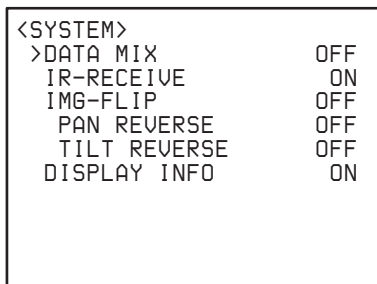 <SYSTEM>
>DATA MIX OFF
IR-RECEIVE ON
IMG-FLIP OFF
PAN REVERSE OFF
TILT REVERSE OFF
DISPLAY INFO ON